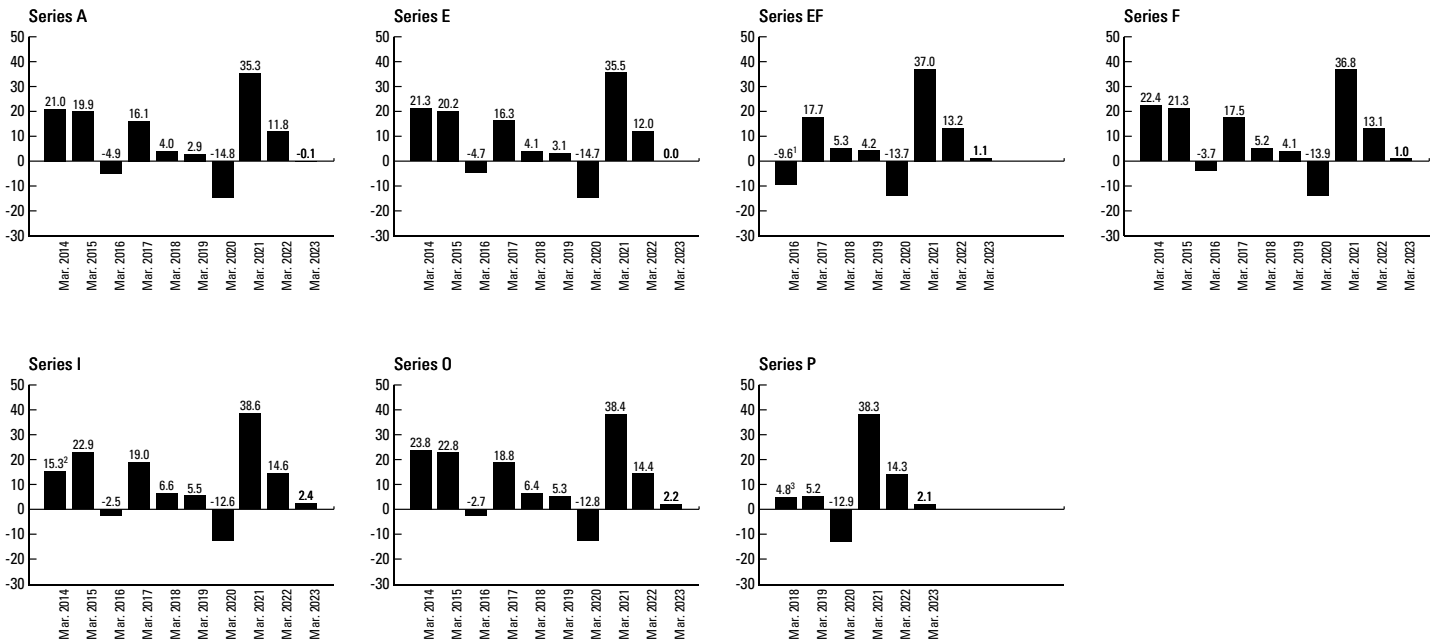 Series A
50
40
30
20
10
0
-10
-20
-30
21.0
19.9
-4.9
16.1
4.0
2.9
-14.8
35.3
11.8
-0.1
Mar. 2014
Mar. 2015
Mar. 2016
Mar. 2017
Mar. 2018
Mar. 2019
Mar. 2020
Mar. 2021
Mar. 2022
Mar. 2023
Series E
50
40
30
20
10
0
-10
-20
-30
21.3
20.2
-4.7
16.3
4.1
3.1
-14.7
35.5
12.0
0.0
Mar. 2014
Mar. 2015
Mar. 2016
Mar. 2017
Mar. 2018
Mar. 2019
Mar. 2020
Mar. 2021
Mar. 2022
Mar. 2023
Series EF
50
40
30
20
10
0
-10
-20
-30
-9.6¹
17.7
5.3
4.2
-13.7
37.0
13.2
1.1
Mar. 2016
Mar. 2017
Mar. 2018
Mar. 2019
Mar. 2020
Mar. 2021
Mar. 2022
Mar. 2023
Series F
50
40
30
20
10
0
-10
-20
-30
22.4
21.3
-3.7
17.5
5.2
4.1
-13.9
36.8
13.1
1.0
Mar. 2014
Mar. 2015
Mar. 2016
Mar. 2017
Mar. 2018
Mar. 2019
Mar. 2020
Mar. 2021
Mar. 2022
Mar. 2023
Series I
50
40
30
20
10
0
-10
-20
-30
15.3²
22.9
-2.5
19.0
6.6
5.5
-12.6
38.6
14.6
2.4
Mar. 2014
Mar. 2015
Mar. 2016
Mar. 2017
Mar. 2018
Mar. 2019
Mar. 2020
Mar. 2021
Mar. 2022
Mar. 2023
Series O
50
40
30
20
10
0
-10
-20
-30
23.8
22.8
-2.7
18.8
6.4
5.3
-12.8
38.4
14.4
2.2
Mar. 2014
Mar. 2015
Mar. 2016
Mar. 2017
Mar. 2018
Mar. 2019
Mar. 2020
Mar. 2021
Mar. 2022
Mar. 2023
Series P
50
40
30
20
10
0
-10
-20
-30
4.8³
5.2
-12.9
38.3
14.3
2.1
Mar. 2018
Mar. 2019
Mar. 2020
Mar. 2021
Mar. 2022
Mar. 2023